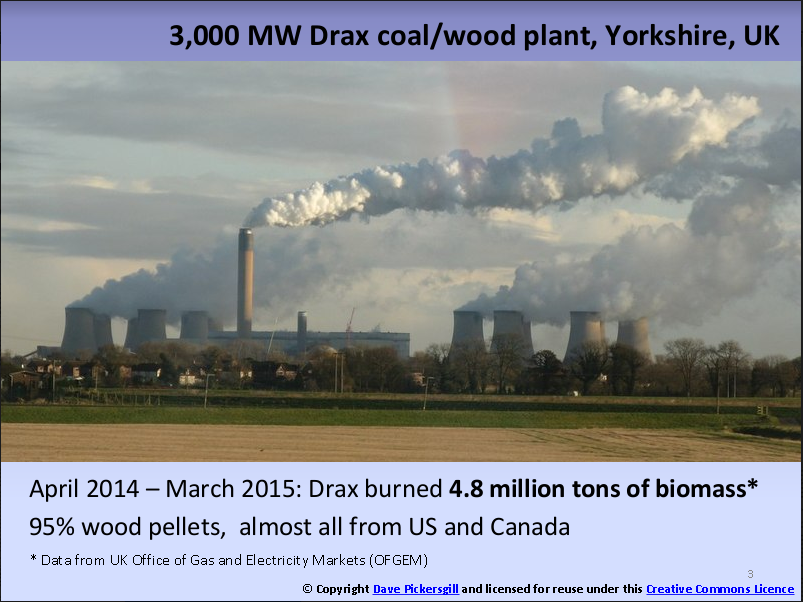 3,000 MW Drax coal/wood plant, Yorkshire, UK
April 2014 – March 2015: Drax burned 4.8 million tons of biomass*
95% wood pellets,  almost all from US and Canada
* Data from UK Office of Gas and Electricity Markets (OFGEM)
3
© Copyright Dave Pickersgill and licensed for reuse under this Creative Commons Licence